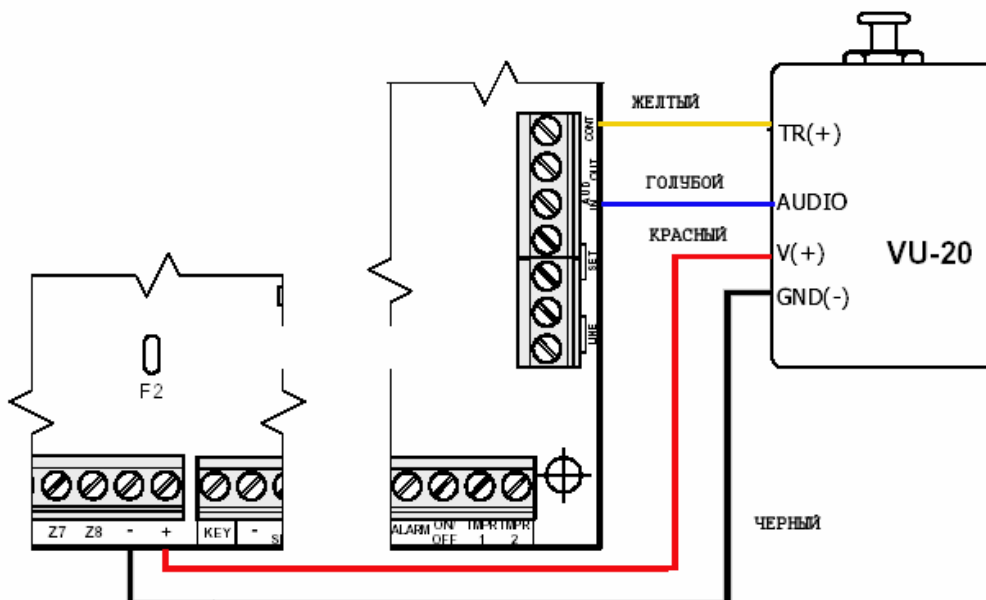 ЖЕЛТЫЙ
CONT
TR(+)
OUT
AUD
ГОЛУБОЙ
IN
AUDIO
КРАСНЫЙ
SET
V(+)
VU-20
GND(-)
LINE
F2
Z7 Z8 - + KEY -
ALARM ON/OFF TMPR 1 TMPR 2
ЧЕРНЫЙ